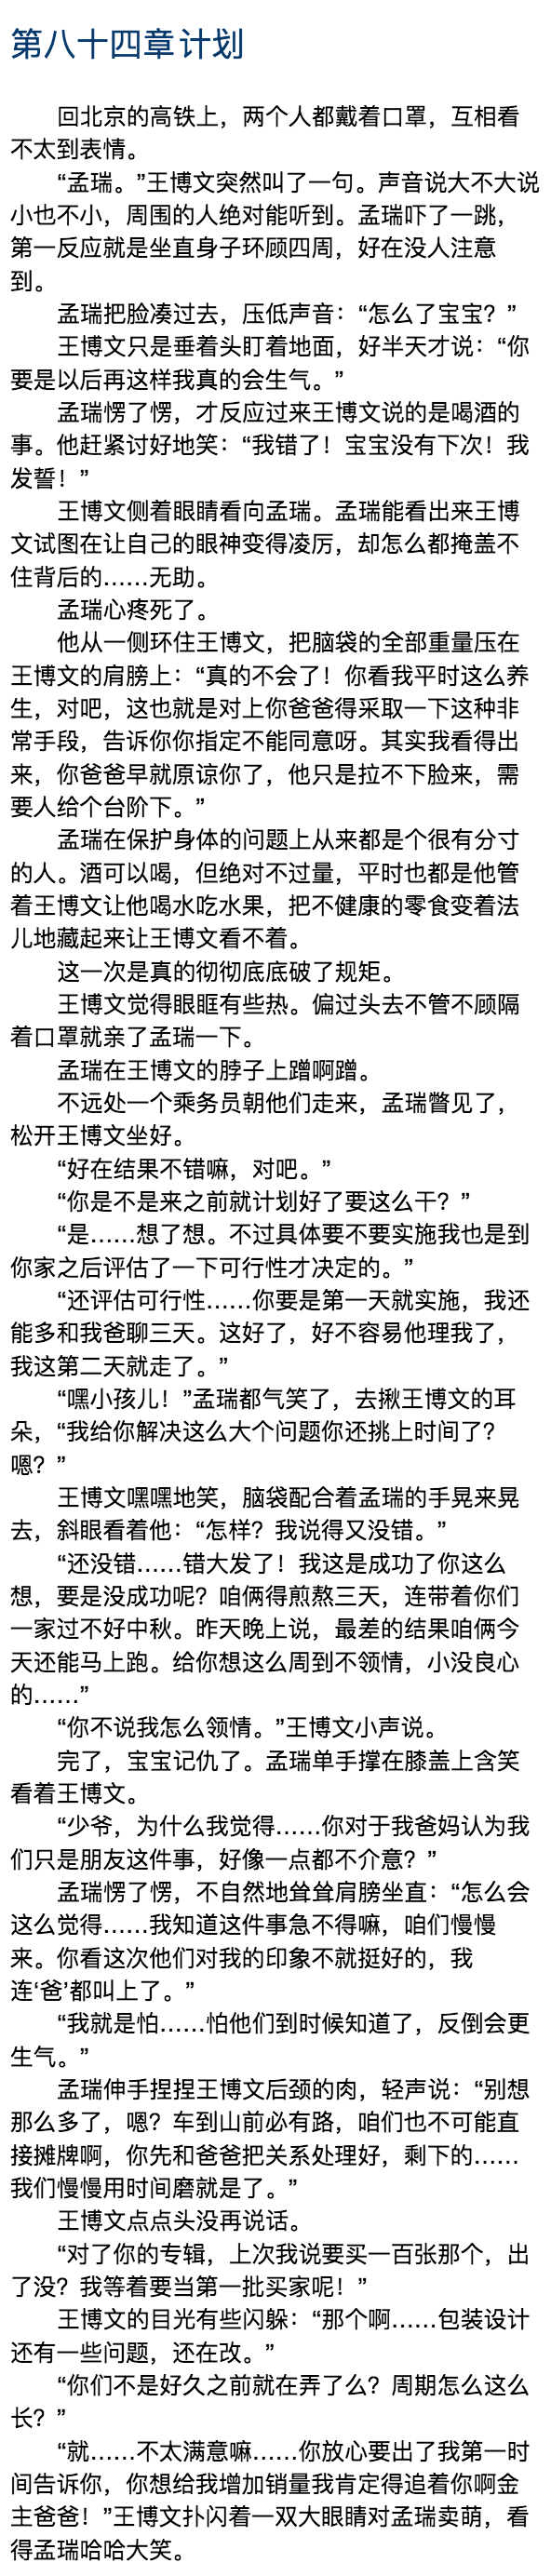 第八十四章 计划
回北京的高铁上，两个人都戴着口罩，互相看
不太到表情。
“孟瑞。”王博文突然叫了一句。声音说大不大说
小也不小，周围的人绝对能听到。孟瑞吓了一跳，
第一反应就是坐直身子环顾四周，好在没人注意
到。
孟瑞把脸凑过去，压低声音：“怎么了宝宝？”
王博文只是垂着头盯着地面，好半天才说：“你
要是以后再这样我真的会生气。”
孟瑞愣了愣，才反应过来王博文说的是喝酒的
事。他赶紧讨好地笑：“我错了！宝宝没有下次！我
发誓！”
王博文侧着眼睛看向孟瑞。孟瑞能看出来王博
文试图在让自己的眼神变得凌厉，却怎么都掩盖不
住背后的……无助。
孟瑞心疼死了。
他从一侧环住王博文，把脑袋的全部重量压在
王博文的肩膀上：“真的不会了！你看我平时这么养
生，对吧，这也就是对上你爸爸得采取一下这种非
常手段，告诉你你指定不能同意呀。其实我看得出
来，你爸爸早就原谅你了，他只是拉不下脸来，需
要人给个台阶下。”
孟瑞在保护身体的问题上从来都是个很有分寸
的人。酒可以喝，但绝对不过量，平时也都是他管
着王博文让他喝水吃水果，把不健康的零食变着法
儿地藏起来让王博文看不着。
这一次是真的彻彻底底破了规矩。
王博文觉得眼眶有些热。偏过头去不管不顾隔
着口罩就亲了孟瑞一下。
孟瑞在王博文的脖子上蹭啊蹭。
不远处一个乘务员朝他们走来，孟瑞瞥见了，
松开王博文坐好。
“好在结果不错嘛，对吧。”
“你是不是来之前就计划好了要这么干？”
“是……想了想。不过具体要不要实施我也是到
你家之后评估了一下可行性才决定的。”
“还评估可行性……你要是第一天就实施，我还
能多和我爸聊三天。这好了，好不容易他理我了，
我这第二天就走了。”
“嘿小孩儿！”孟瑞都气笑了，去揪王博文的耳
朵，“我给你解决这么大个问题你还挑上时间了？
嗯？”
王博文嘿嘿地笑，脑袋配合着孟瑞的手晃来晃
去，斜眼看着他：“怎样？我说得又没错。”
“还没错……错大发了！我这是成功了你这么
想，要是没成功呢？咱俩得煎熬三天，连带着你们
一家过不好中秋。昨天晚上说，最差的结果咱俩今
天还能马上跑。给你想这么周到不领情，小没良心
的……”
“你不说我怎么领情。”王博文小声说。
完了，宝宝记仇了。孟瑞单手撑在膝盖上含笑
看着王博文。
“少爷，为什么我觉得……你对于我爸妈认为我
们只是朋友这件事，好像一点都不介意？”
孟瑞愣了愣，不自然地耸耸肩膀坐直：“怎么会
这么觉得……我知道这件事急不得嘛，咱们慢慢
来。你看这次他们对我的印象不就挺好的，我
连‘爸’都叫上了。”
“我就是怕……怕他们到时候知道了，反倒会更
生气。”
孟瑞伸手捏捏王博文后颈的肉，轻声说：“别想
那么多了，嗯？车到山前必有路，咱们也不可能直
接摊牌啊，你先和爸爸把关系处理好，剩下的……
我们慢慢用时间磨就是了。”
王博文点点头没再说话。
“对了你的专辑，上次我说要买一百张那个，出
了没？我等着要当第一批买家呢！”
王博文的目光有些闪躲：“那个啊……包装设计
还有一些问题，还在改。”
“你们不是好久之前就在弄了么？周期怎么这么
长？”
“就……不太满意嘛……你放心要出了我第一时
间告诉你，你想给我增加销量我肯定得追着你啊金
主爸爸！”王博文扑闪着一双大眼睛对孟瑞卖萌，看
得孟瑞哈哈大笑。